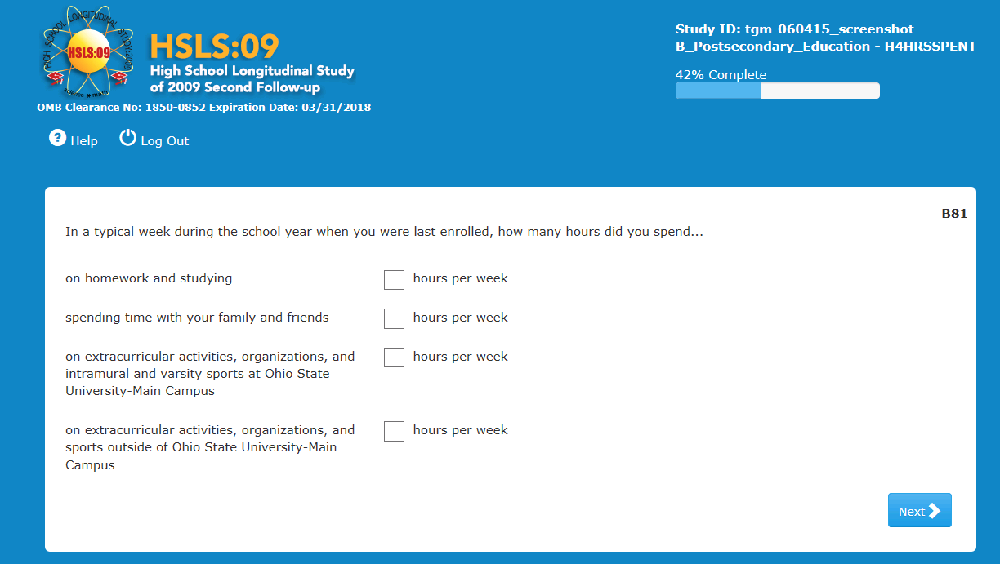 HIGH SCHOOL LONGITUDINAL STUDY:2009
HSLS:09
science * math
HSLS:09
High School Longitudinal Study
of 2009 Second Follow-up
OMB Clearance No: 1850-0852 Expiration Date: 03/31/2018
Study ID: tgm-060415_screenshot
B_Postsecondary_Education - H4HRSSPENT
42% Complete
? Help
Log Out
B81
In a typical week during the school year when you were last enrolled, how many hours did you spend...
on homework and studying
hours per week
spending time with your family and friends
hours per week
on extracurricular activities, organizations, and
intramural and varsity sports at Ohio State
University-Main Campus
hours per week
on extracurricular activities, organizations, and
sports outside of Ohio State University-Main
Campus
hours per week
Next